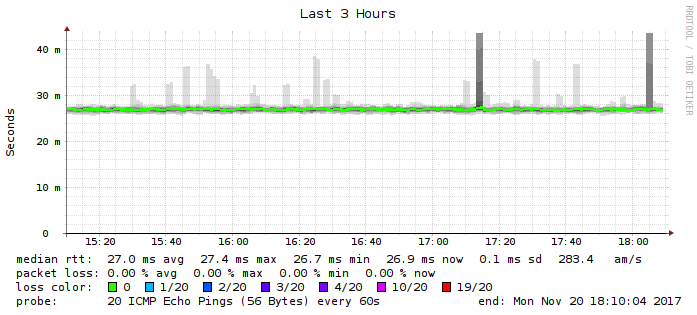 Last 3 Hours
RRDTOOL / TOBI OETIKER
Seconds
40 m
30 m
20 m
10 m
0
15:20 15:40 16:00 16:20 16:40 17:00 17:20 17:40 18:00
median rtt: 27.0 ms avg 27.4 ms max 26.7 ms min 26.9 ms now 0.1 ms sd 283.4 am/s
packet loss: 0.00 % avg 0.00 % max 0.00 % min 0.00 % now
loss color: 0 1/20 2/20 3/20 4/20 10/20 19/20
probe: 20 ICMP Echo Pings (56 Bytes) every 60s end: Mon Nov 20 18:10:04 2017